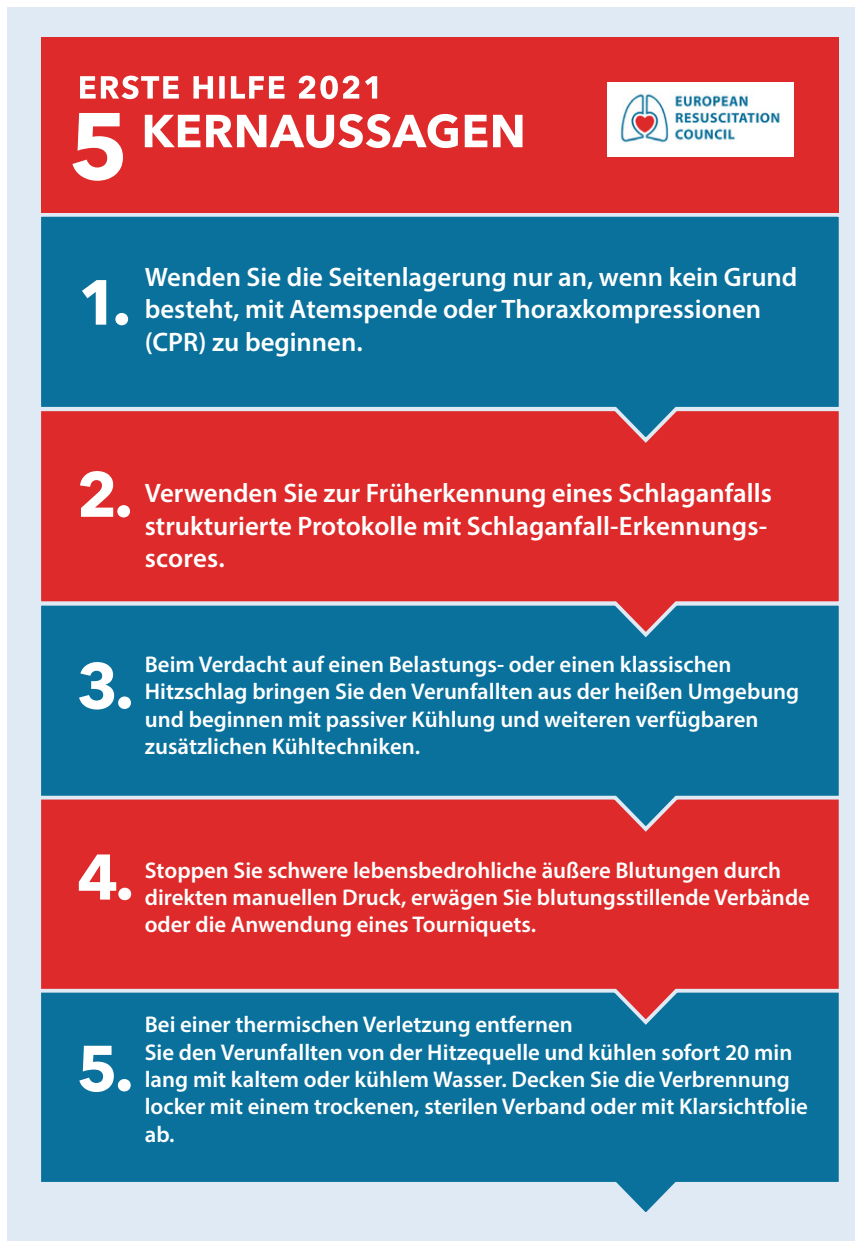 ERSTE HILFE 2021
5 KERNAUSSAGEN
EUROPEAN
RESUSCITATION
COUNCIL
1.
Wenden Sie die Seitenlagerung nur an, wenn kein Grund
besteht, mit Atemspende oder Thoraxkompressionen
(CPR) zu beginnen.
2.
Verwenden Sie zur Früherkennung eines Schlaganfalls
strukturierte Protokolle mit Schlaganfall-Erkennungs-
scores.
3.
Beim Verdacht auf einen Belastungs- oder einen klassischen
Hitzschlag bringen Sie den Verunfallten aus der heißen Umgebung
und beginnen mit passiver Kühlung und weiteren verfügbaren
zusätzlichen Kühltechniken.
4.
Stoppen Sie schwere lebensbedrohliche äußere Blutungen durch
direkten manuellen Druck, erwägen Sie blutungsstillende Verbände
oder die Anwendung eines Tourniquets.
5.
Bei einer thermischen Verletzung entfernen
Sie den Verunfallten von der Hitzequelle und kühlen sofort 20 min
lang mit kaltem oder kühlem Wasser. Decken Sie die Verbrennung
locker mit einem trockenen, sterilen Verband oder mit Klarsichtfolie
ab.